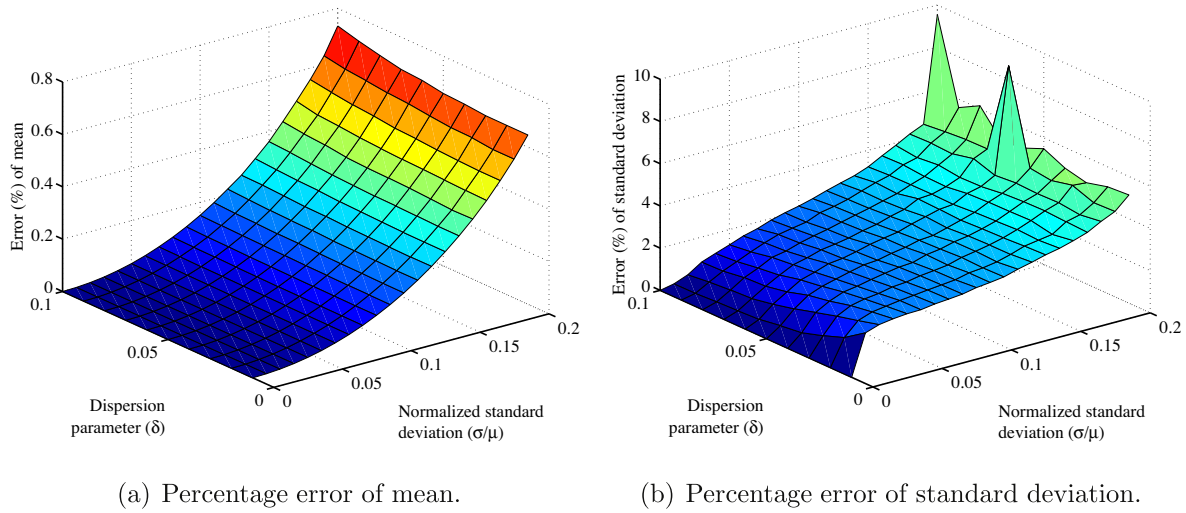 Error (%) of mean
0.8
0.6
0.4
0.2
0
0.1
0.05
0
0
0.05
0.1
0.15
0.2
Dispersion
parameter (δ)
Normalized standard
deviation (σ/μ)
(a) Percentage error of mean.
Error (%) of standard deviation
10
8
6
4
2
0
0.1
0.05
0
0
0.05
0.1
0.15
0.2
Dispersion
parameter (δ)
Normalized standard
deviation (σ/μ)
(b) Percentage error of standard deviation.